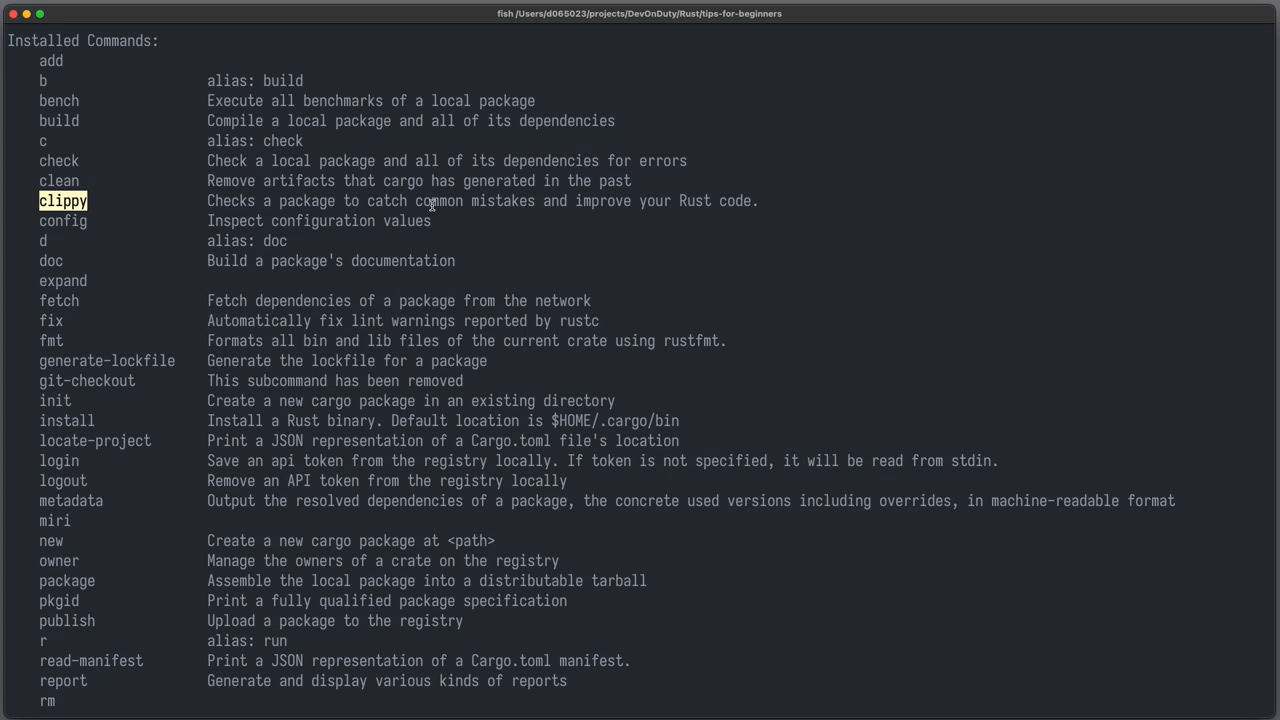 fish /Users/d065023/projects/DevOnDuty/Rust/tips-for-beginners
Installed Commands:
add
b alias: build
bench Execute all benchmarks of a local package
build Compile a local package and all of its dependencies
c alias: check
check Check a local package and all of its dependencies for errors
clean Remove artifacts that cargo has generated in the past
clippy Checks a package to catch common mistakes and improve your Rust code.
config Inspect configuration values
d alias: doc
doc Build a package's documentation
expand
fetch Fetch dependencies of a package from the network
fix Automatically fix lint warnings reported by rustc
fmt Formats all bin and lib files of the current crate using rustfmt.
generate-lockfile Generate the lockfile for a package
git-checkout This subcommand has been removed
init Create a new cargo package in an existing directory
install Install a Rust binary. Default location is $HOME/.cargo/bin
locate-project Print a JSON representation of a Cargo.toml file's location
login Save an api token from the registry locally. If token is not specified, it will be read from stdin.
logout Remove an API token from the registry locally
metadata Output the resolved dependencies of a package, the concrete used versions including overrides, in machine-readable format
miri
new Create a new cargo package at <path>
owner Manage the owners of a crate on the registry
package Assemble the local package into a distributable tarball
pkgid Print a fully qualified package specification
publish Upload a package to the registry
r alias: run
read-manifest Print a JSON representation of a Cargo.toml manifest.
report Generate and display various kinds of reports
rm